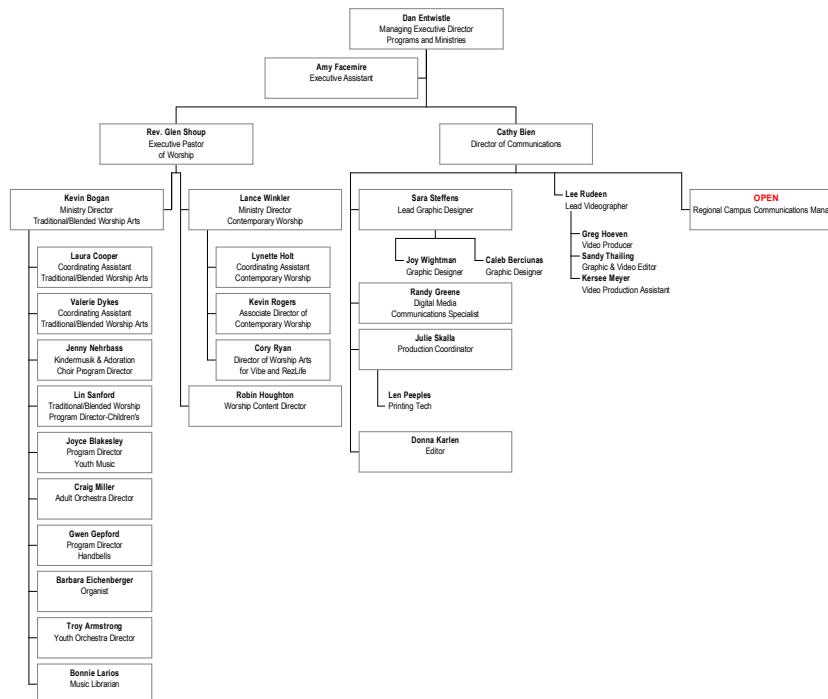 Dan Entwistle
Managing Executive Director
Programs and Ministries
Amy Facemire
Executive Assistant
Rev. Glen Shoup
Executive Pastor
of Worship
Cathy Bien
Director of Communications
Kevin Bogan
Ministry Director
Traditional/Blended Worship Arts
Laura Cooper
Coordinating Assistant
Traditional/Blended Worship Arts
Valerie Dykes
Coordinating Assistant
Traditional/Blended Worship Arts
Jenny Nehrbass
Kindermusik & Adoration
Choir Program Director
Lin Sanford
Traditional/Blended Worship
Program Director-Children's
Joyce Blakesley
Program Director
Youth Music
Craig Miller
Adult Orchestra Director
Gwen Gepford
Program Director
Handbells
Barbara Eichenberger
Organist
Troy Armstrong
Youth Orchestra Director
Bonnie Larios
Music Librarian
Lance Winkler
Ministry Director
Contemporary Worship
Lynette Holt
Coordinating Assistant
Contemporary Worship
Kevin Rogers
Associate Director of
Contemporary Worship
Cory Ryan
Director of Worship Arts
for Vibe and RezLife
Robin Houghton
Worship Content Director
Sara Steffens
Lead Graphic Designer
Joy Wightman
Graphic Designer
Caleb Berciunas
Graphic Designer
Randy Greene
Digital Media
Communications Specialist
Julie Skalla
Production Coordinator
Len Peeples
Printing Tech
Donna Karlen
Editor
Lee Rudeen
Lead Videographer
Greg Hoeven
Video Producer
Sandy Thailing
Graphic & Video Editor
Kersee Meyer
Video Production Assistant
OPEN
Regional Campus Communications Mana